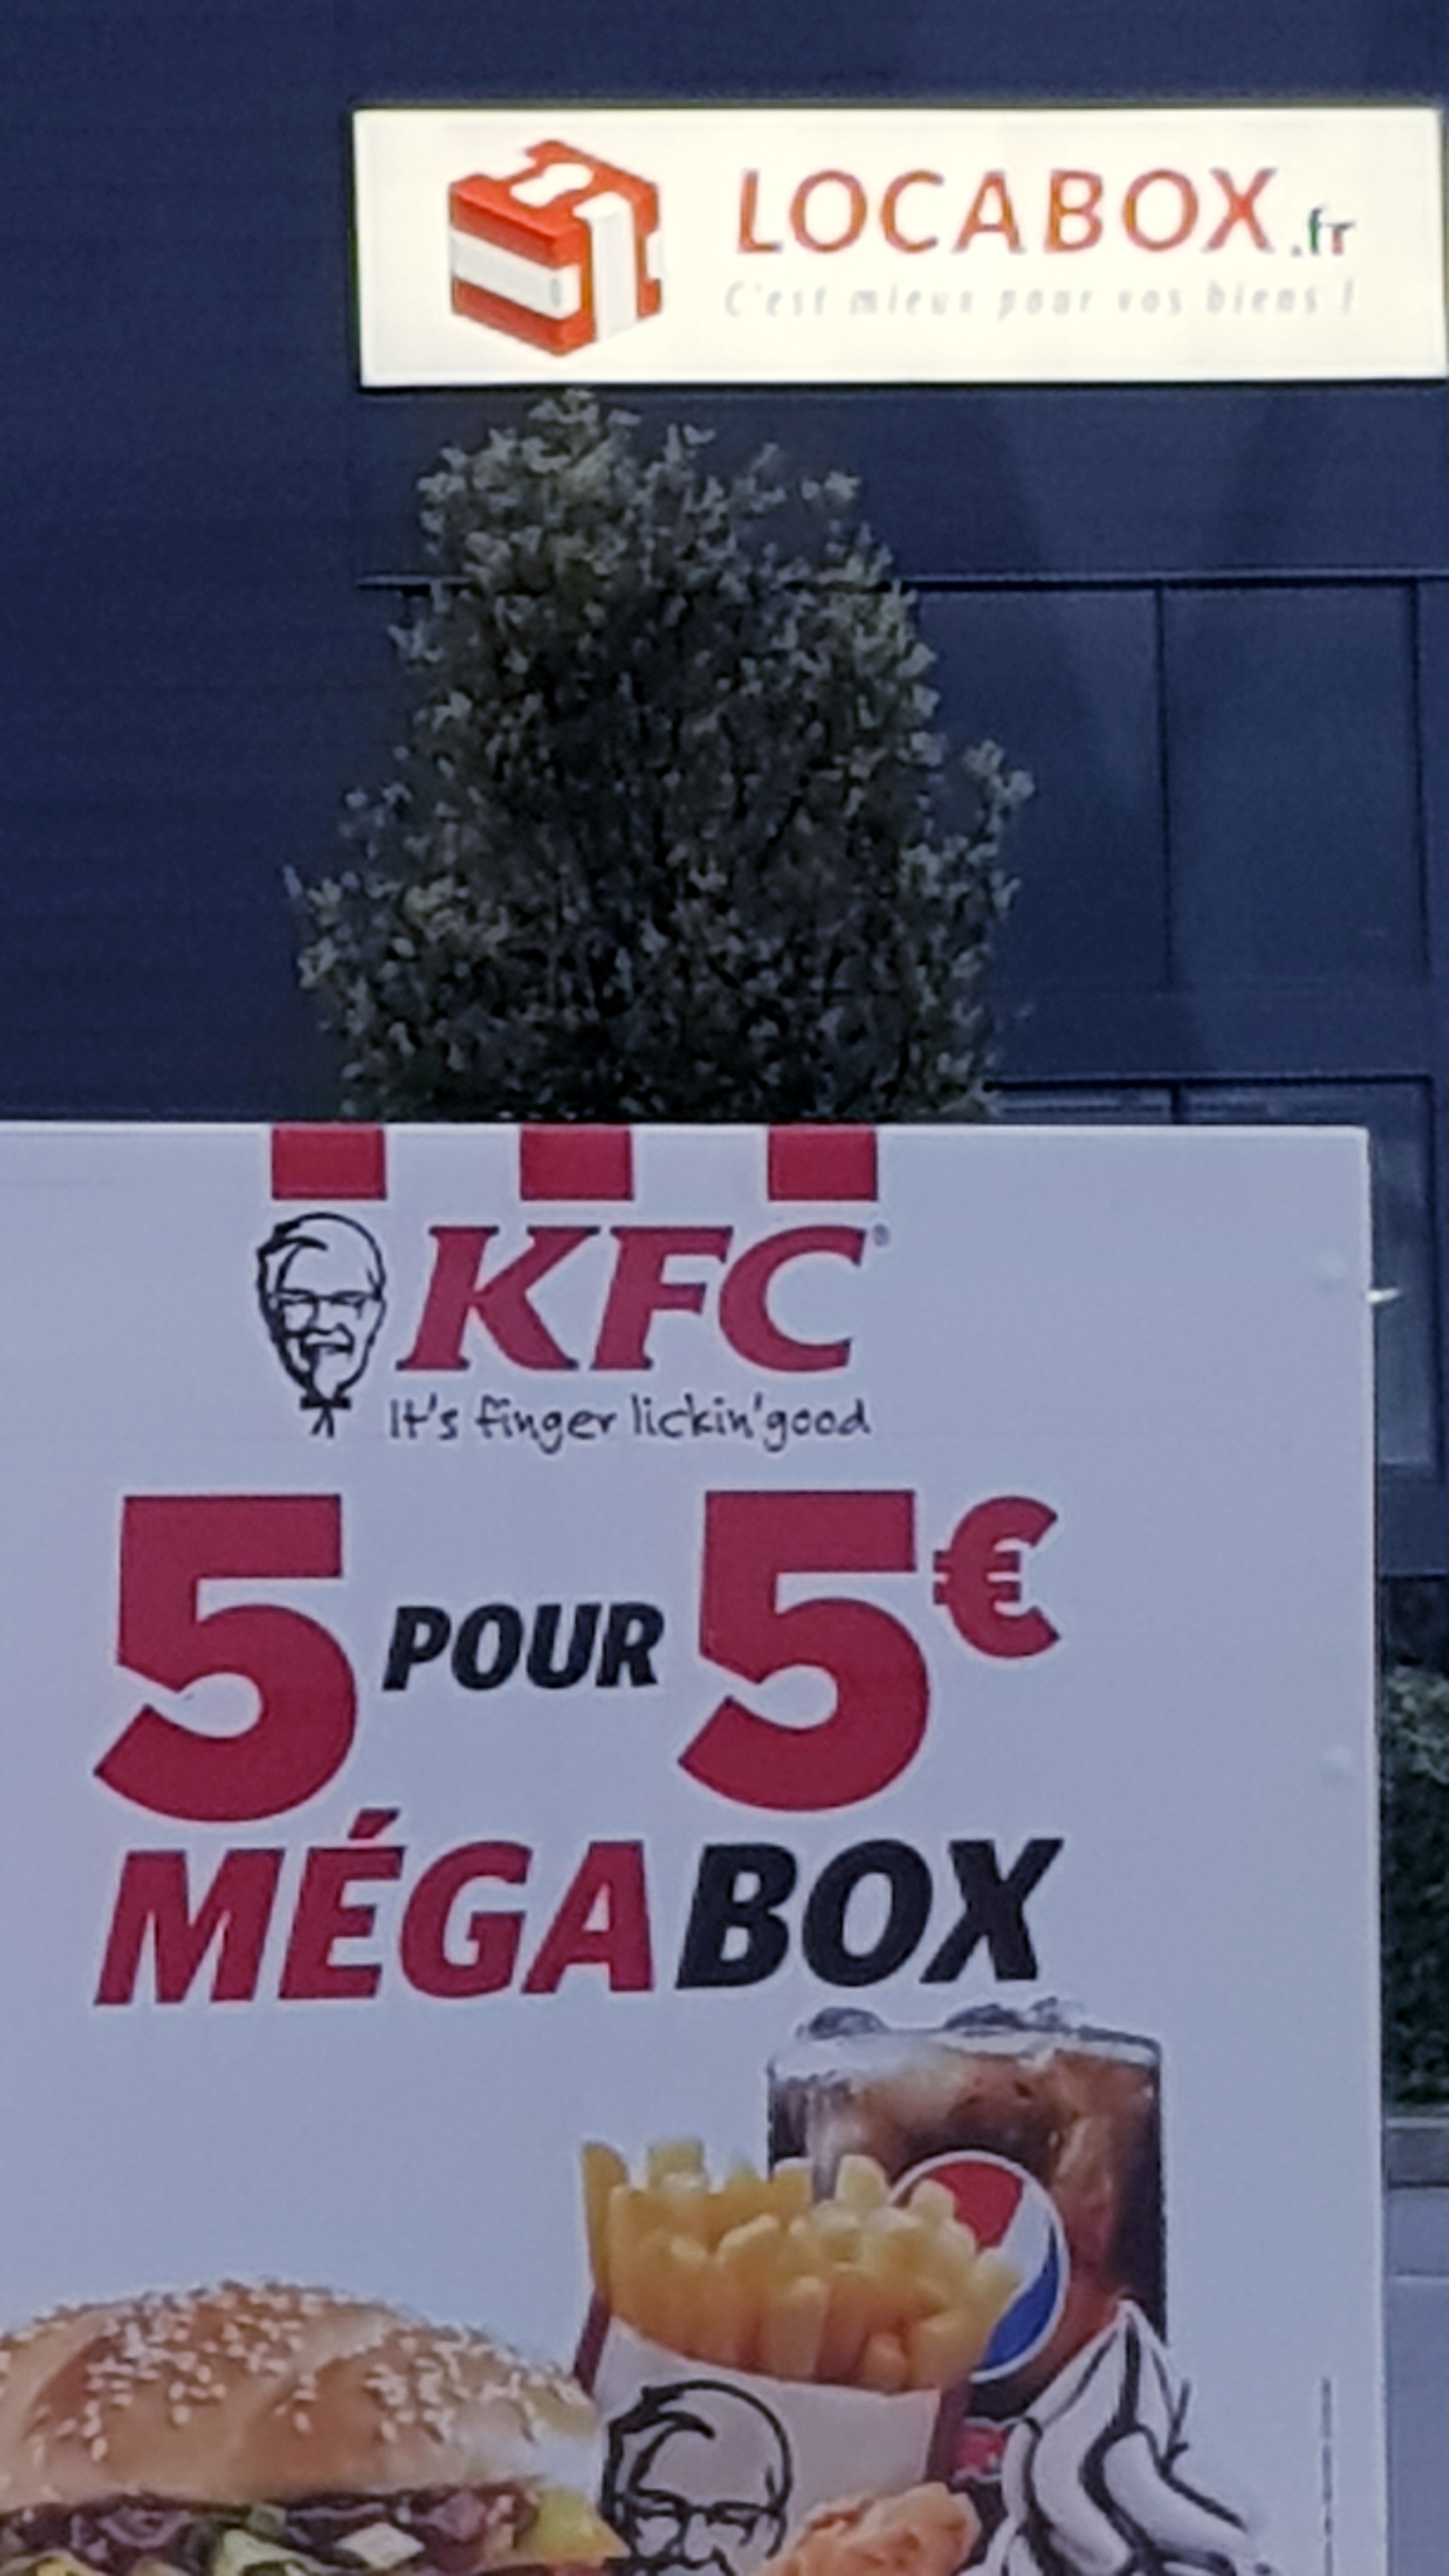 LOCABOX.fr
C'est mieux pour vos biens !
KFC®
It's finger lickin' good
5 POUR 5€
MÉGABOX